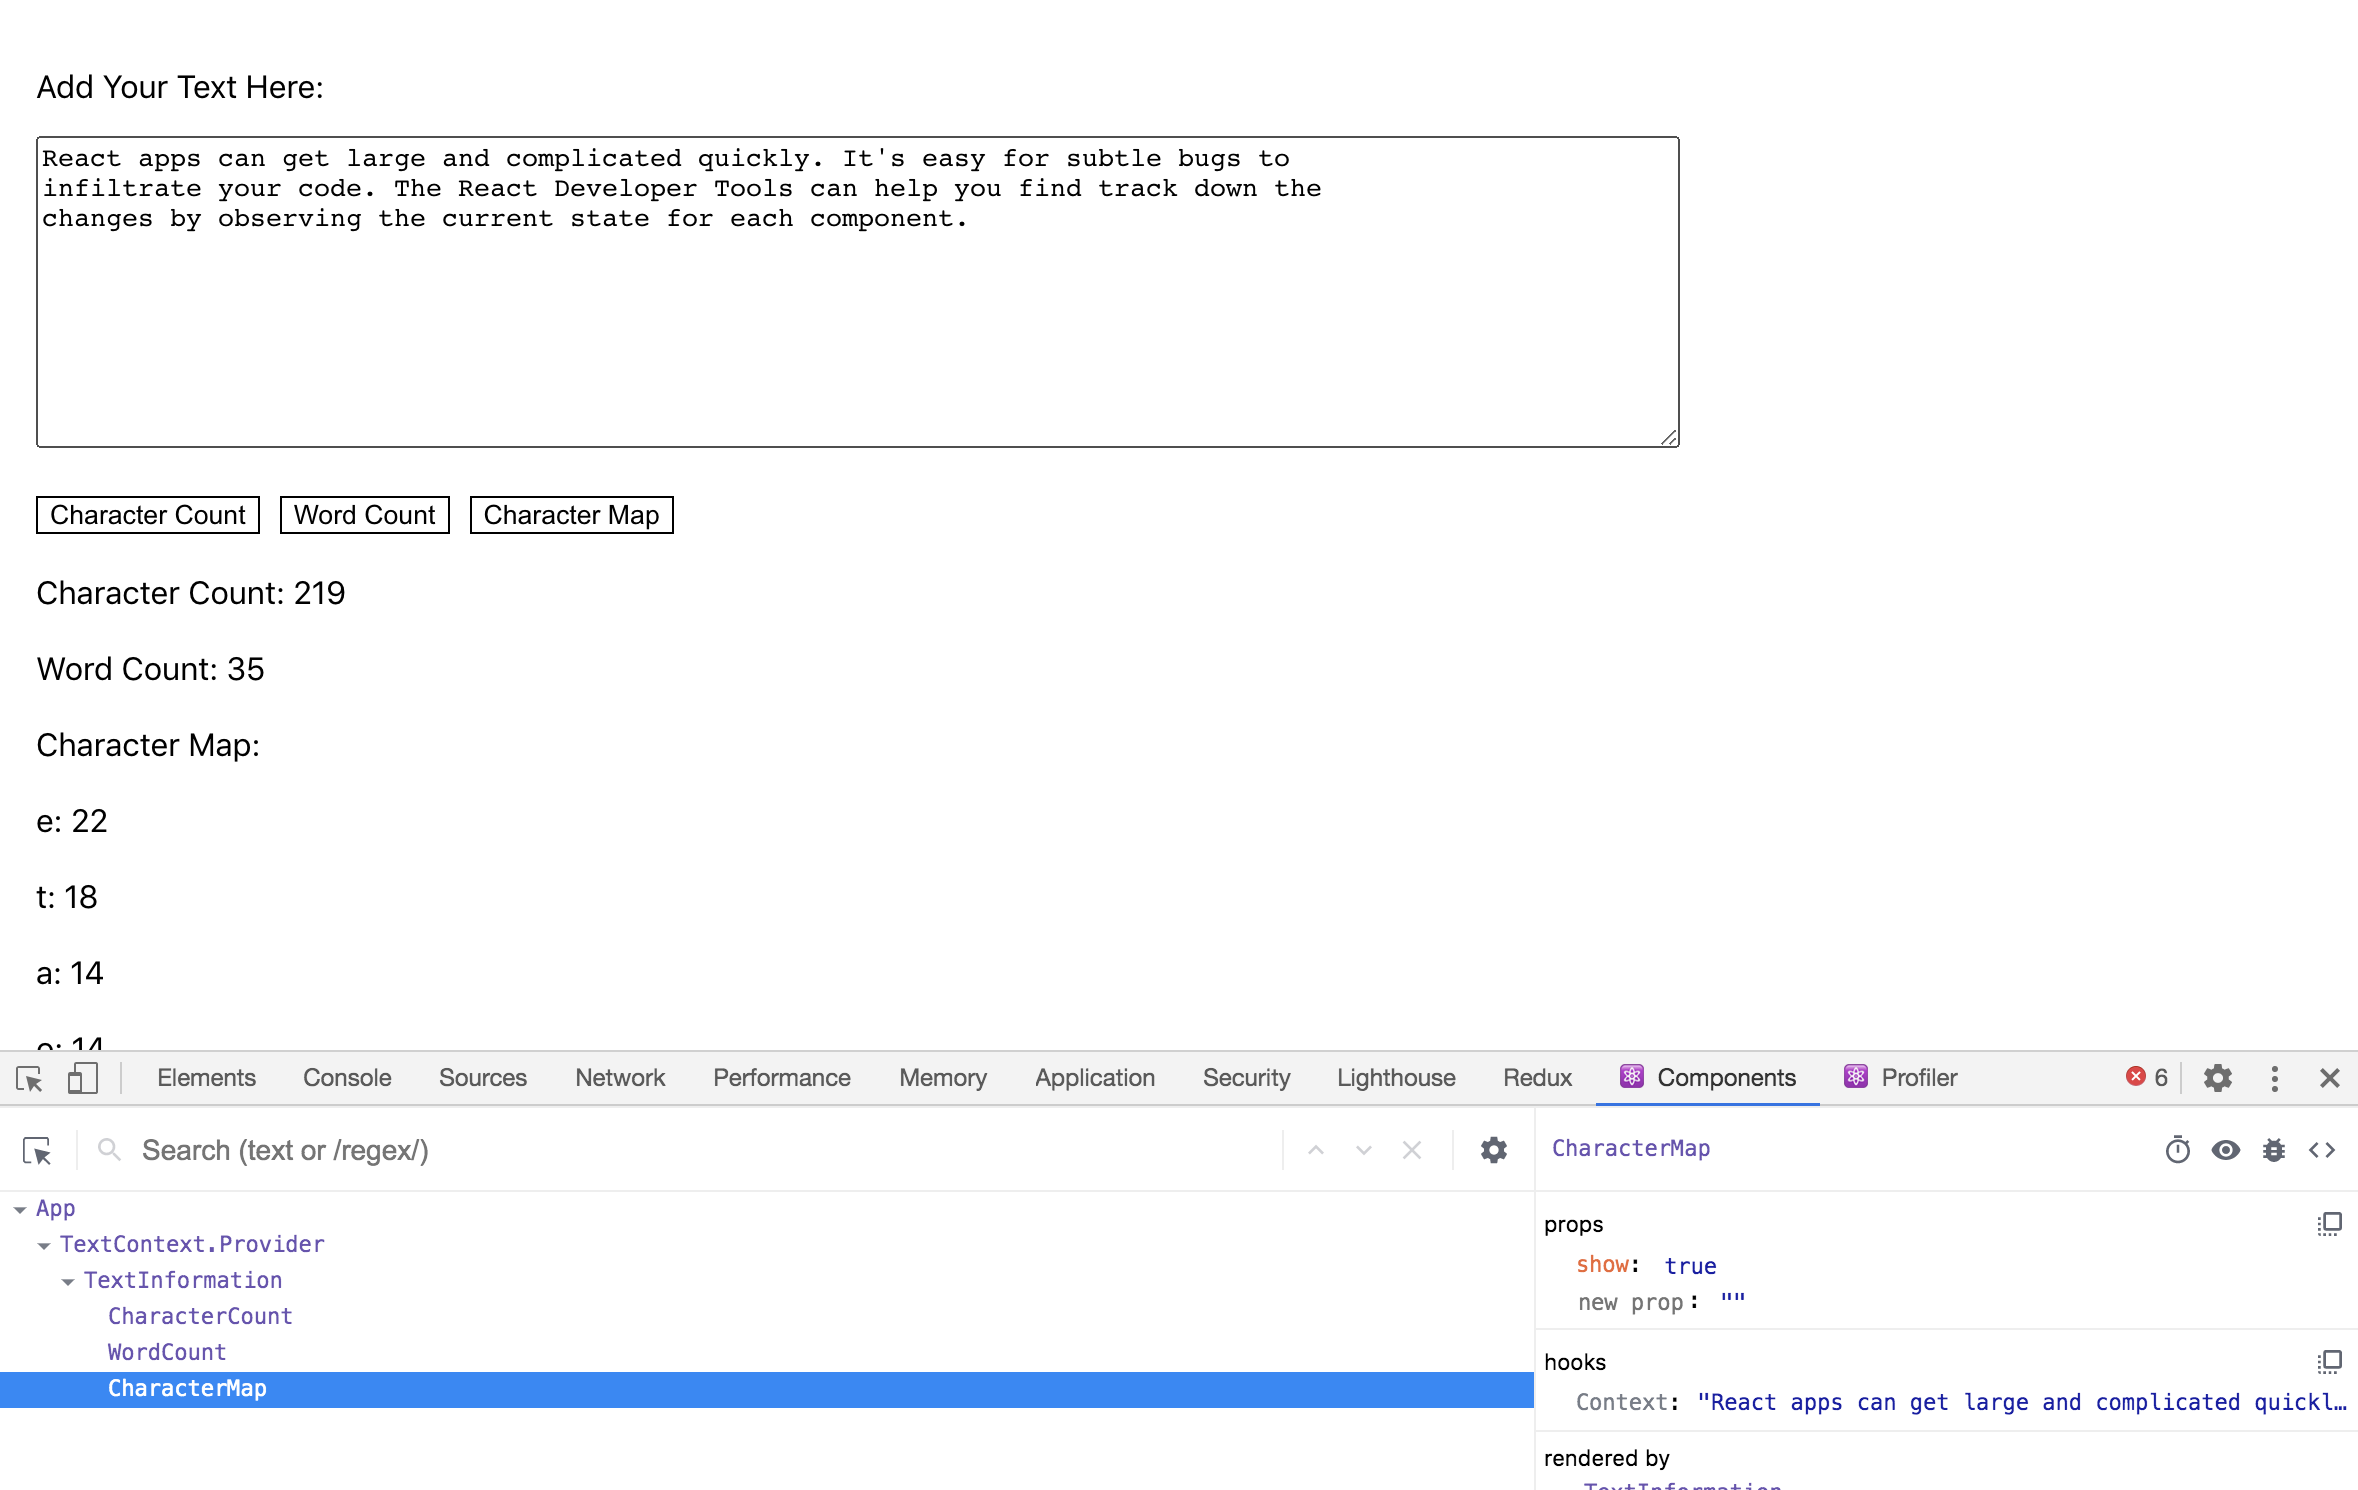 Add Your Text Here:
React apps can get large and complicated quickly. It's easy for subtle bugs to
infiltrate your code. The React Developer Tools can help you find track down the
changes by observing the current state for each component.
Character Count Word Count Character Map
Character Count: 219
Word Count: 35
Character Map:
e: 22
t: 18
a: 14
o: 14
Elements Console Sources Network Performance Memory Application Security Lighthouse Redux Components Profiler 6
Search (text or /regex/)
App
TextContext.Provider
TextInformation
CharacterCount
WordCount
CharacterMap
CharacterMap
props
show: true
new prop: ""
hooks
Context: "React apps can get large and complicated quickl…
rendered by
TextInformation